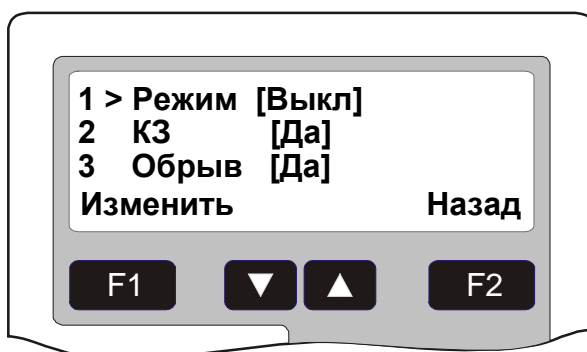 1 > Режим [Выкл]
2 КЗ [Да]
3 Обрыв [Да]
Изменить Назад
F1 ▼ ▲ F2